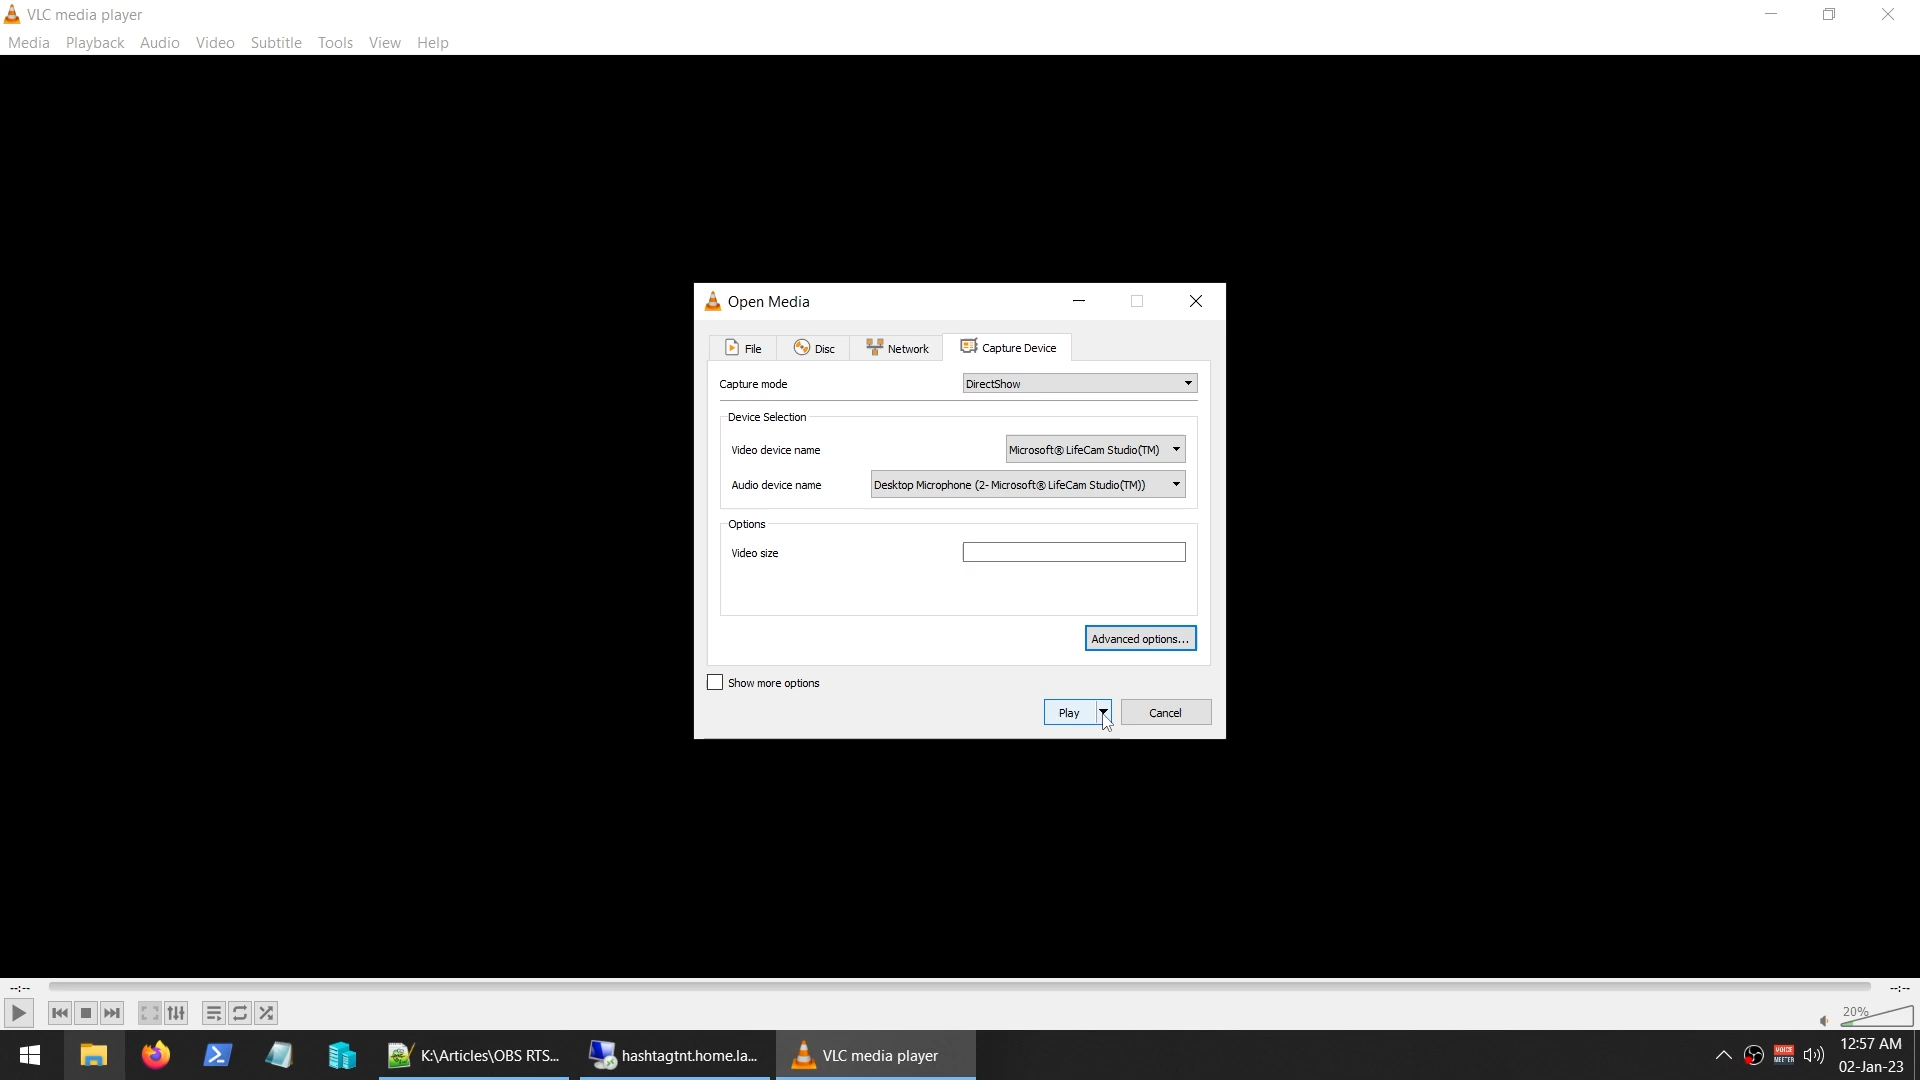 VLC media player
Media Playback Audio Video Subtitle Tools View Help
Open Media
File Disc Network Capture Device
Capture mode DirectShow
Device Selection
Video device name Microsoft® LifeCam Studio(TM)
Audio device name Desktop Microphone (2- Microsoft® LifeCam Studio(TM))
Options
Video size
Advanced options...
Show more options
Play Cancel
--:-- --:--
20%
K:\Articles\OBS RTS... hashtagtnt.home.la... VLC media player VOICE MEETER 12:57 AM
02-Jan-23